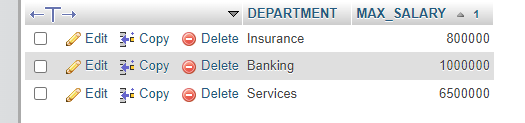 ←T→ DEPARTMENT MAX_SALARY 1
Edit Copy Delete Insurance 800000
Edit Copy Delete Banking 1000000
Edit Copy Delete Services 6500000